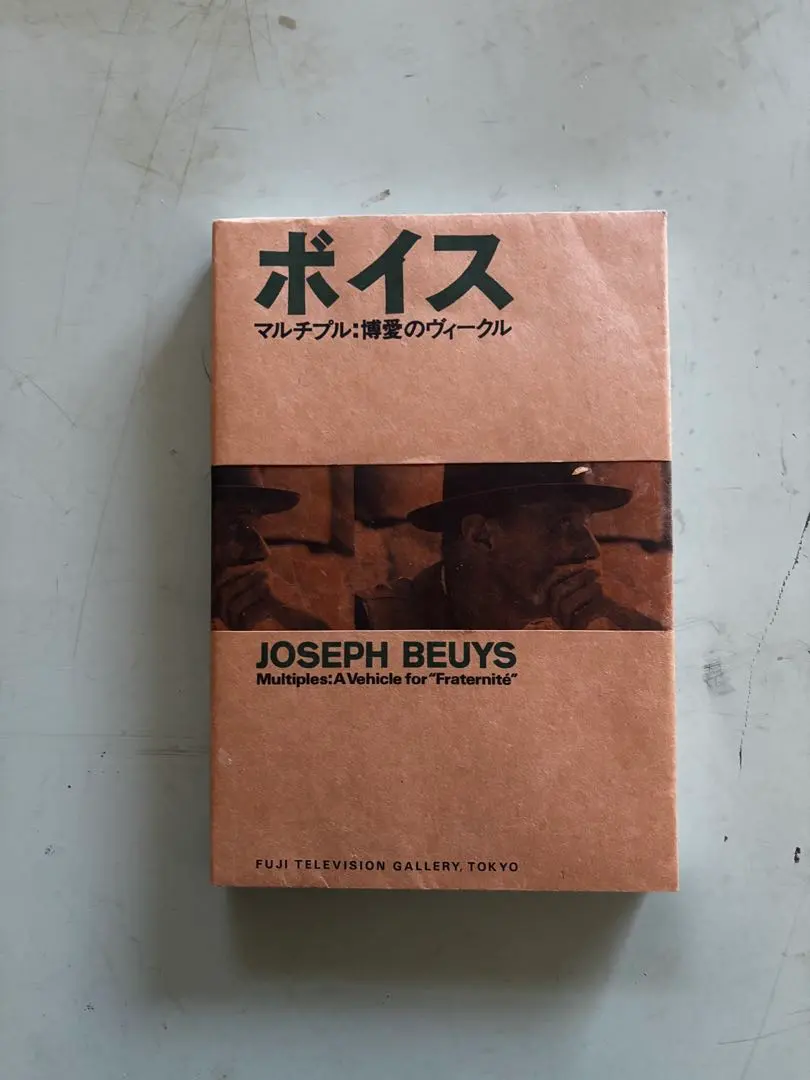 ボイス
マルチプル:博愛のヴィークル
JOSEPH BEUYS
Multiples: A Vehicle for "Fraternité"
FUJI TELEVISION GALLERY, TOKYO